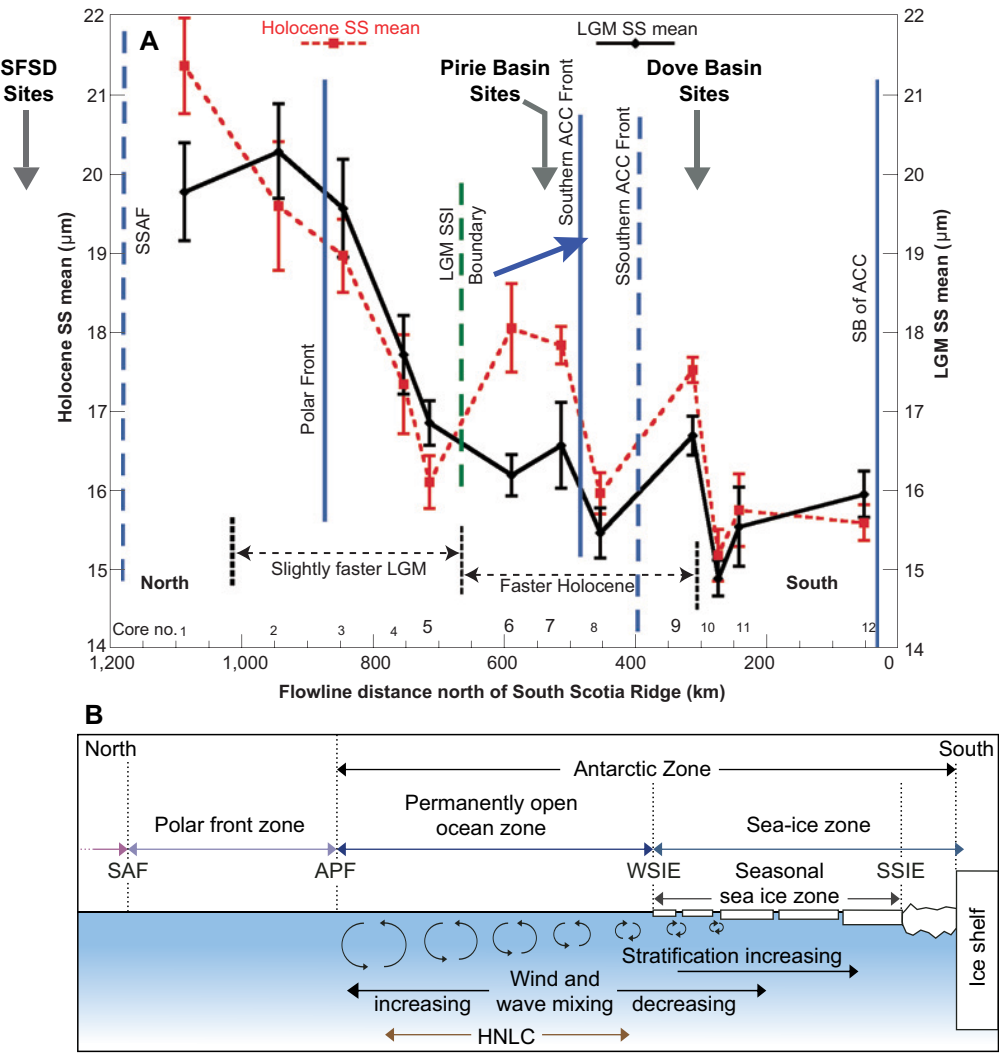 22
21
20
19
18
17
16
15
14
Holocene SS mean (µm)
A
Holocene SS mean
LGM SS mean
SFSD
Sites
Pirie Basin
Sites
Dove Basin
Sites
SSAF
Polar Front
LGM SSI
Boundary
Southern ACC Front
SSouthern ACC Front
SB of ACC
22
21
20
19
18
17
16
15
14
LGM SS mean (µm)
Slightly faster LGM
Faster Holocene
North
South
Core no. 1 2 3 4 5 6 7 8 9 10 11 12
1,200 1,000 800 600 400 200 0
Flowline distance north of South Scotia Ridge (km)
B
North
South
Antarctic Zone
Polar front zone
Permanently open
ocean zone
Sea-ice zone
SAF
APF
WSIE
SSIE
Seasonal
sea ice zone
Stratification increasing
Wind and
increasing wave mixing decreasing
HNLC
Ice shelf